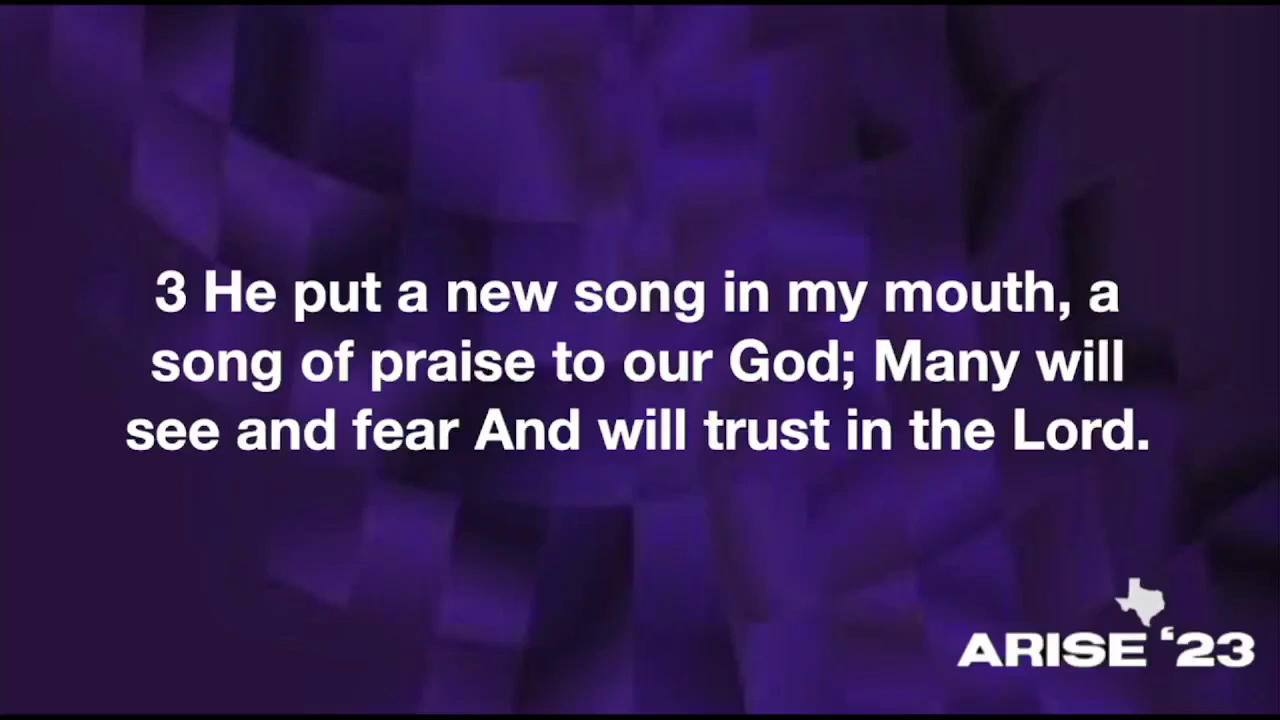 3 He put a new song in my mouth, a
song of praise to our God; Many will
see and fear And will trust in the Lord.
ARISE ‘23